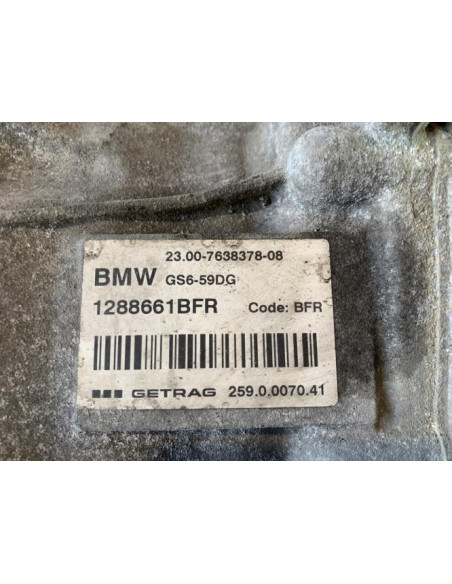 23.00-7638378-08
BMW GS6-59DG
1288661BFR Code: BFR
GETRAG 259.0.0070.41